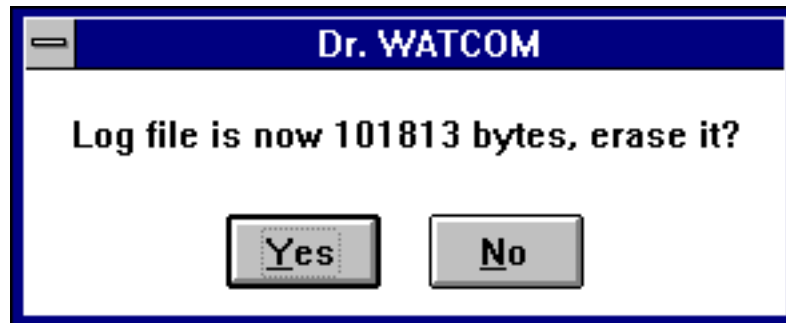 Dr. WATCOM
Log file is now 101813 bytes, erase it?
Yes No